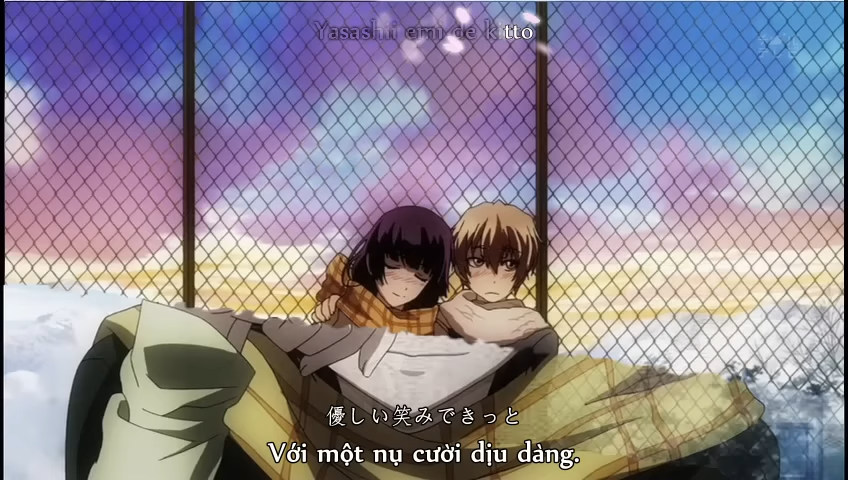 Yasashii emi de kitto
優しい笑みできっと
Với một nụ cười dịu dàng.